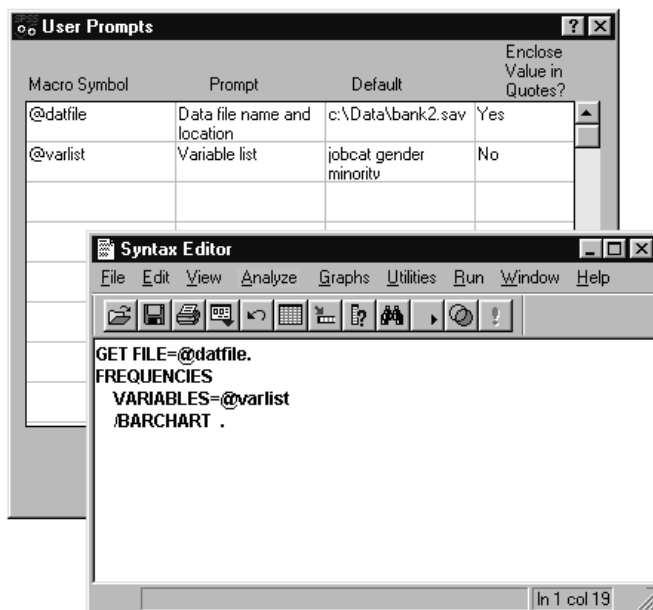 SPSS
User Prompts
Macro Symbol Prompt Default Enclose
Value in
Quotes?
@datfile Data file name and c:\Data\bank2.sav Yes
location
@varlist Variable list jobcat gender No
minority
Syntax Editor
File Edit View Analyze Graphs Utilities Run Window Help
GET FILE=@datfile.
FREQUENCIES
VARIABLES=@varlist
/BARCHART .
ln 1 col 19